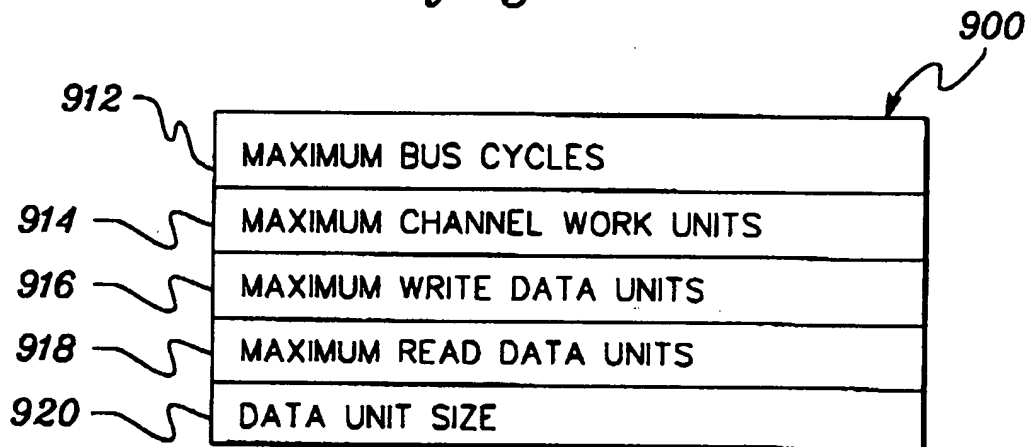 900
912
MAXIMUM BUS CYCLES
914
MAXIMUM CHANNEL WORK UNITS
916
MAXIMUM WRITE DATA UNITS
918
MAXIMUM READ DATA UNITS
920
DATA UNIT SIZE